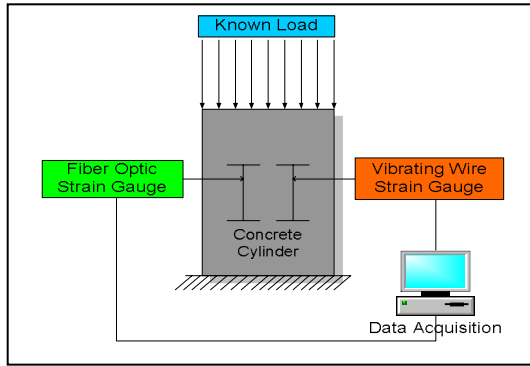 Known Load
Fiber Optic
Strain Gauge
Vibrating Wire
Strain Gauge
Concrete
Cylinder
Data Acquisition